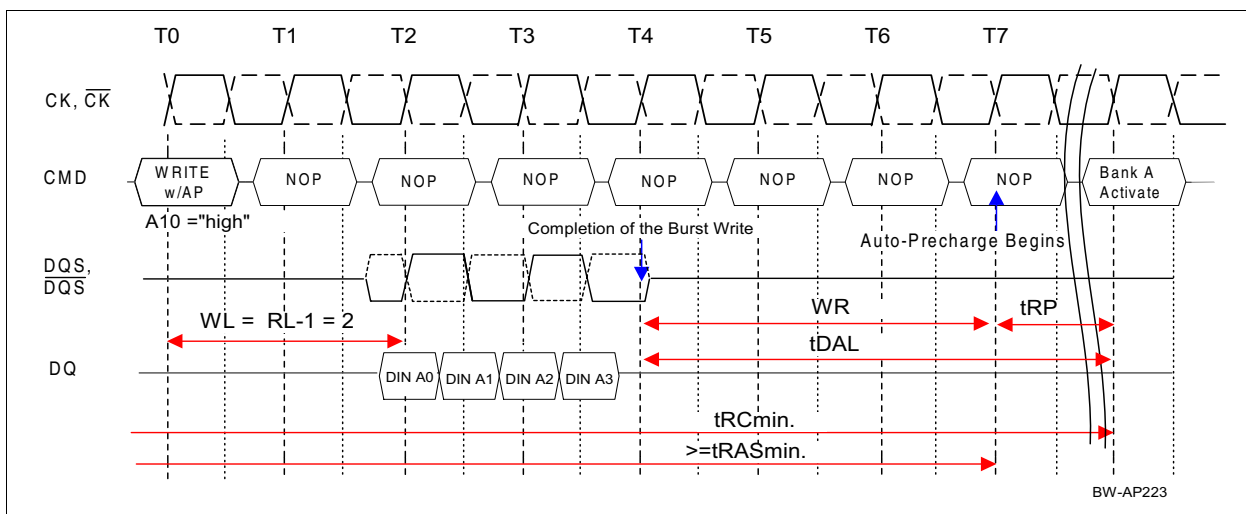 T0 T1 T2 T3 T4 T5 T6 T7
CK, CK
CMD
WRITE w/AP
NOP NOP NOP NOP NOP NOP NOP
Bank A Activate
A10 ="high"
Completion of the Burst Write
Auto-Precharge Begins
DQS,
DQS
WL = RL-1 = 2
WR
tRP
tDAL
DQ
DIN A0 DIN A1 DIN A2 DIN A3
tRCmin.
>=tRASmin.
BW-AP223